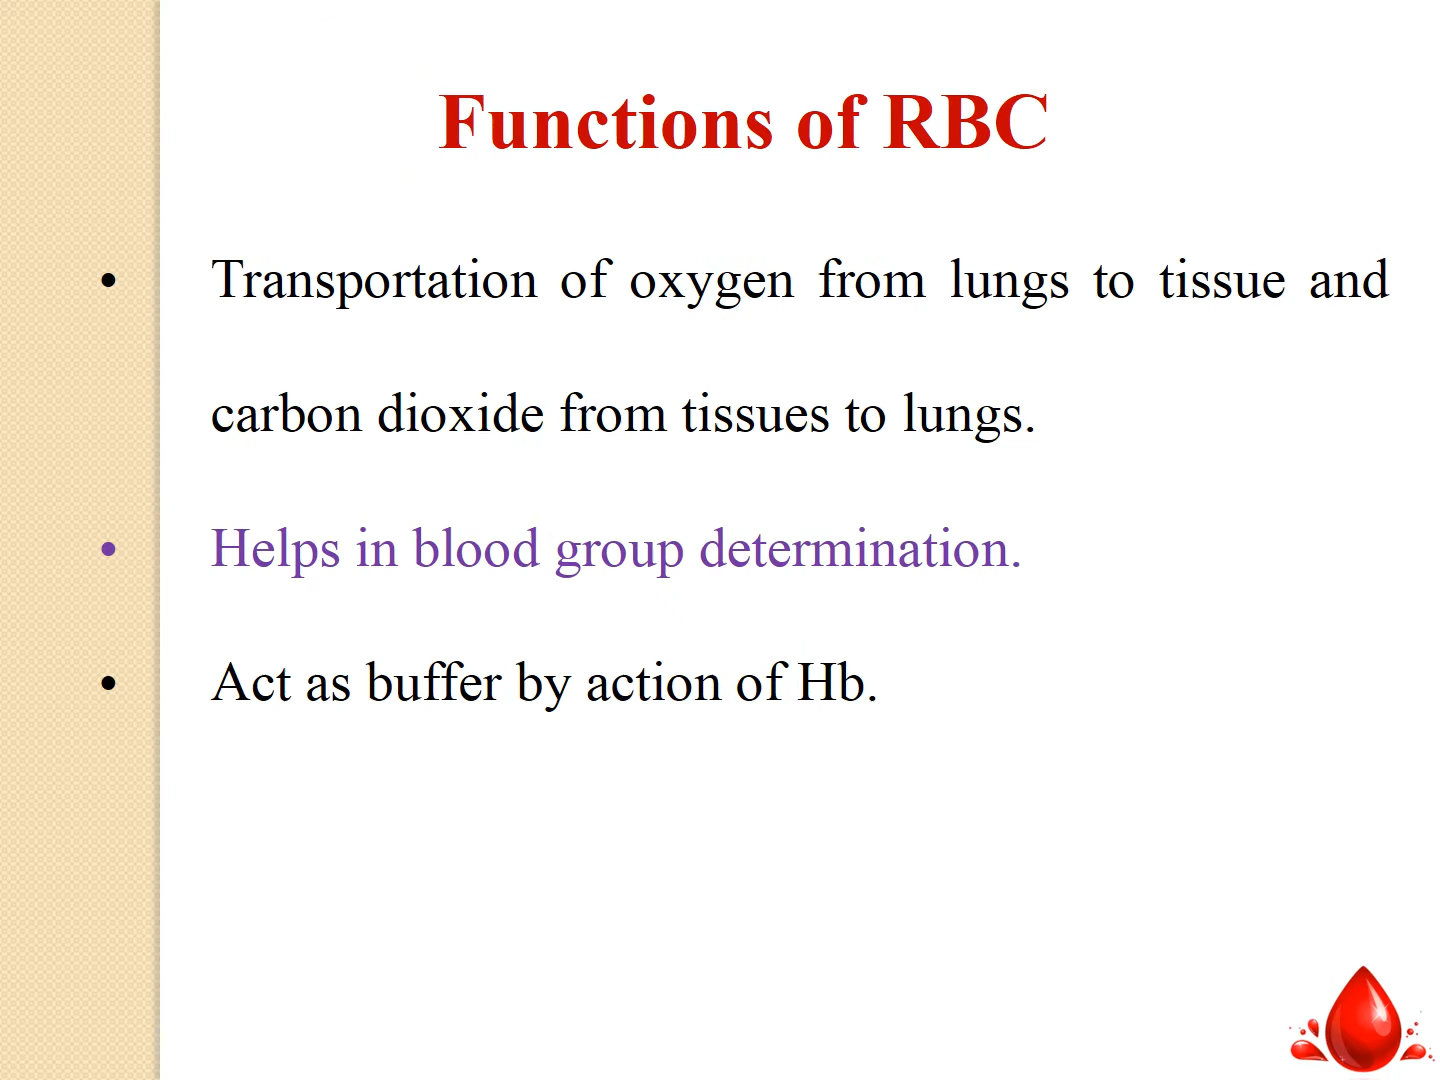 Functions of RBC
• Transportation of oxygen from lungs to tissue and
carbon dioxide from tissues to lungs.
• Helps in blood group determination.
• Act as buffer by action of Hb.